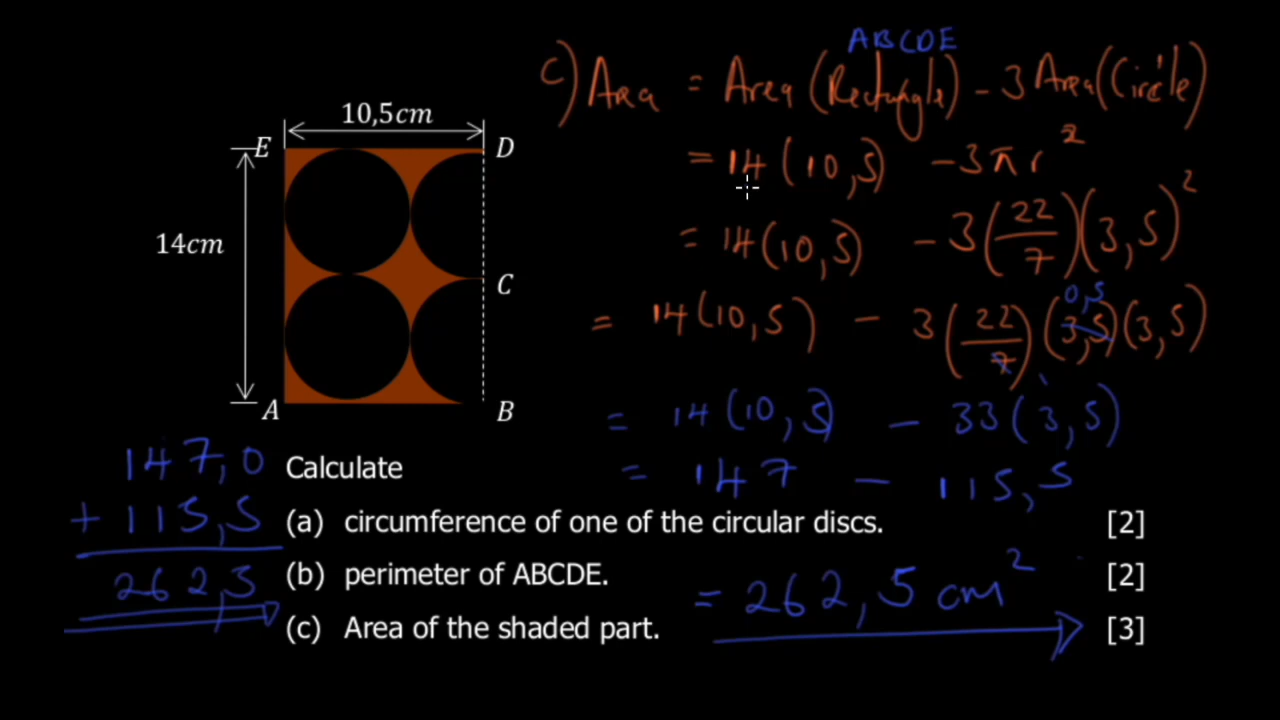 ABCDE
c) Area = Area (Rectangle) - 3 Area (Circle)
= 14 (10,5) - 3πr²
= 14 (10,5) - 3 (22/7) (3,5)²
0,5
= 14 (10,5) - 3 (22/7) (3,5) (3,5)
1
= 14 (10,5) - 33 (3,5)
= 147 - 115,5
= 262,5 cm²
10,5cm
E
D
14cm
C
A
B
147,0
+ 115,5
262,5
Calculate
(a) circumference of one of the circular discs. [2]
(b) perimeter of ABCDE. [2]
(c) Area of the shaded part. [3]